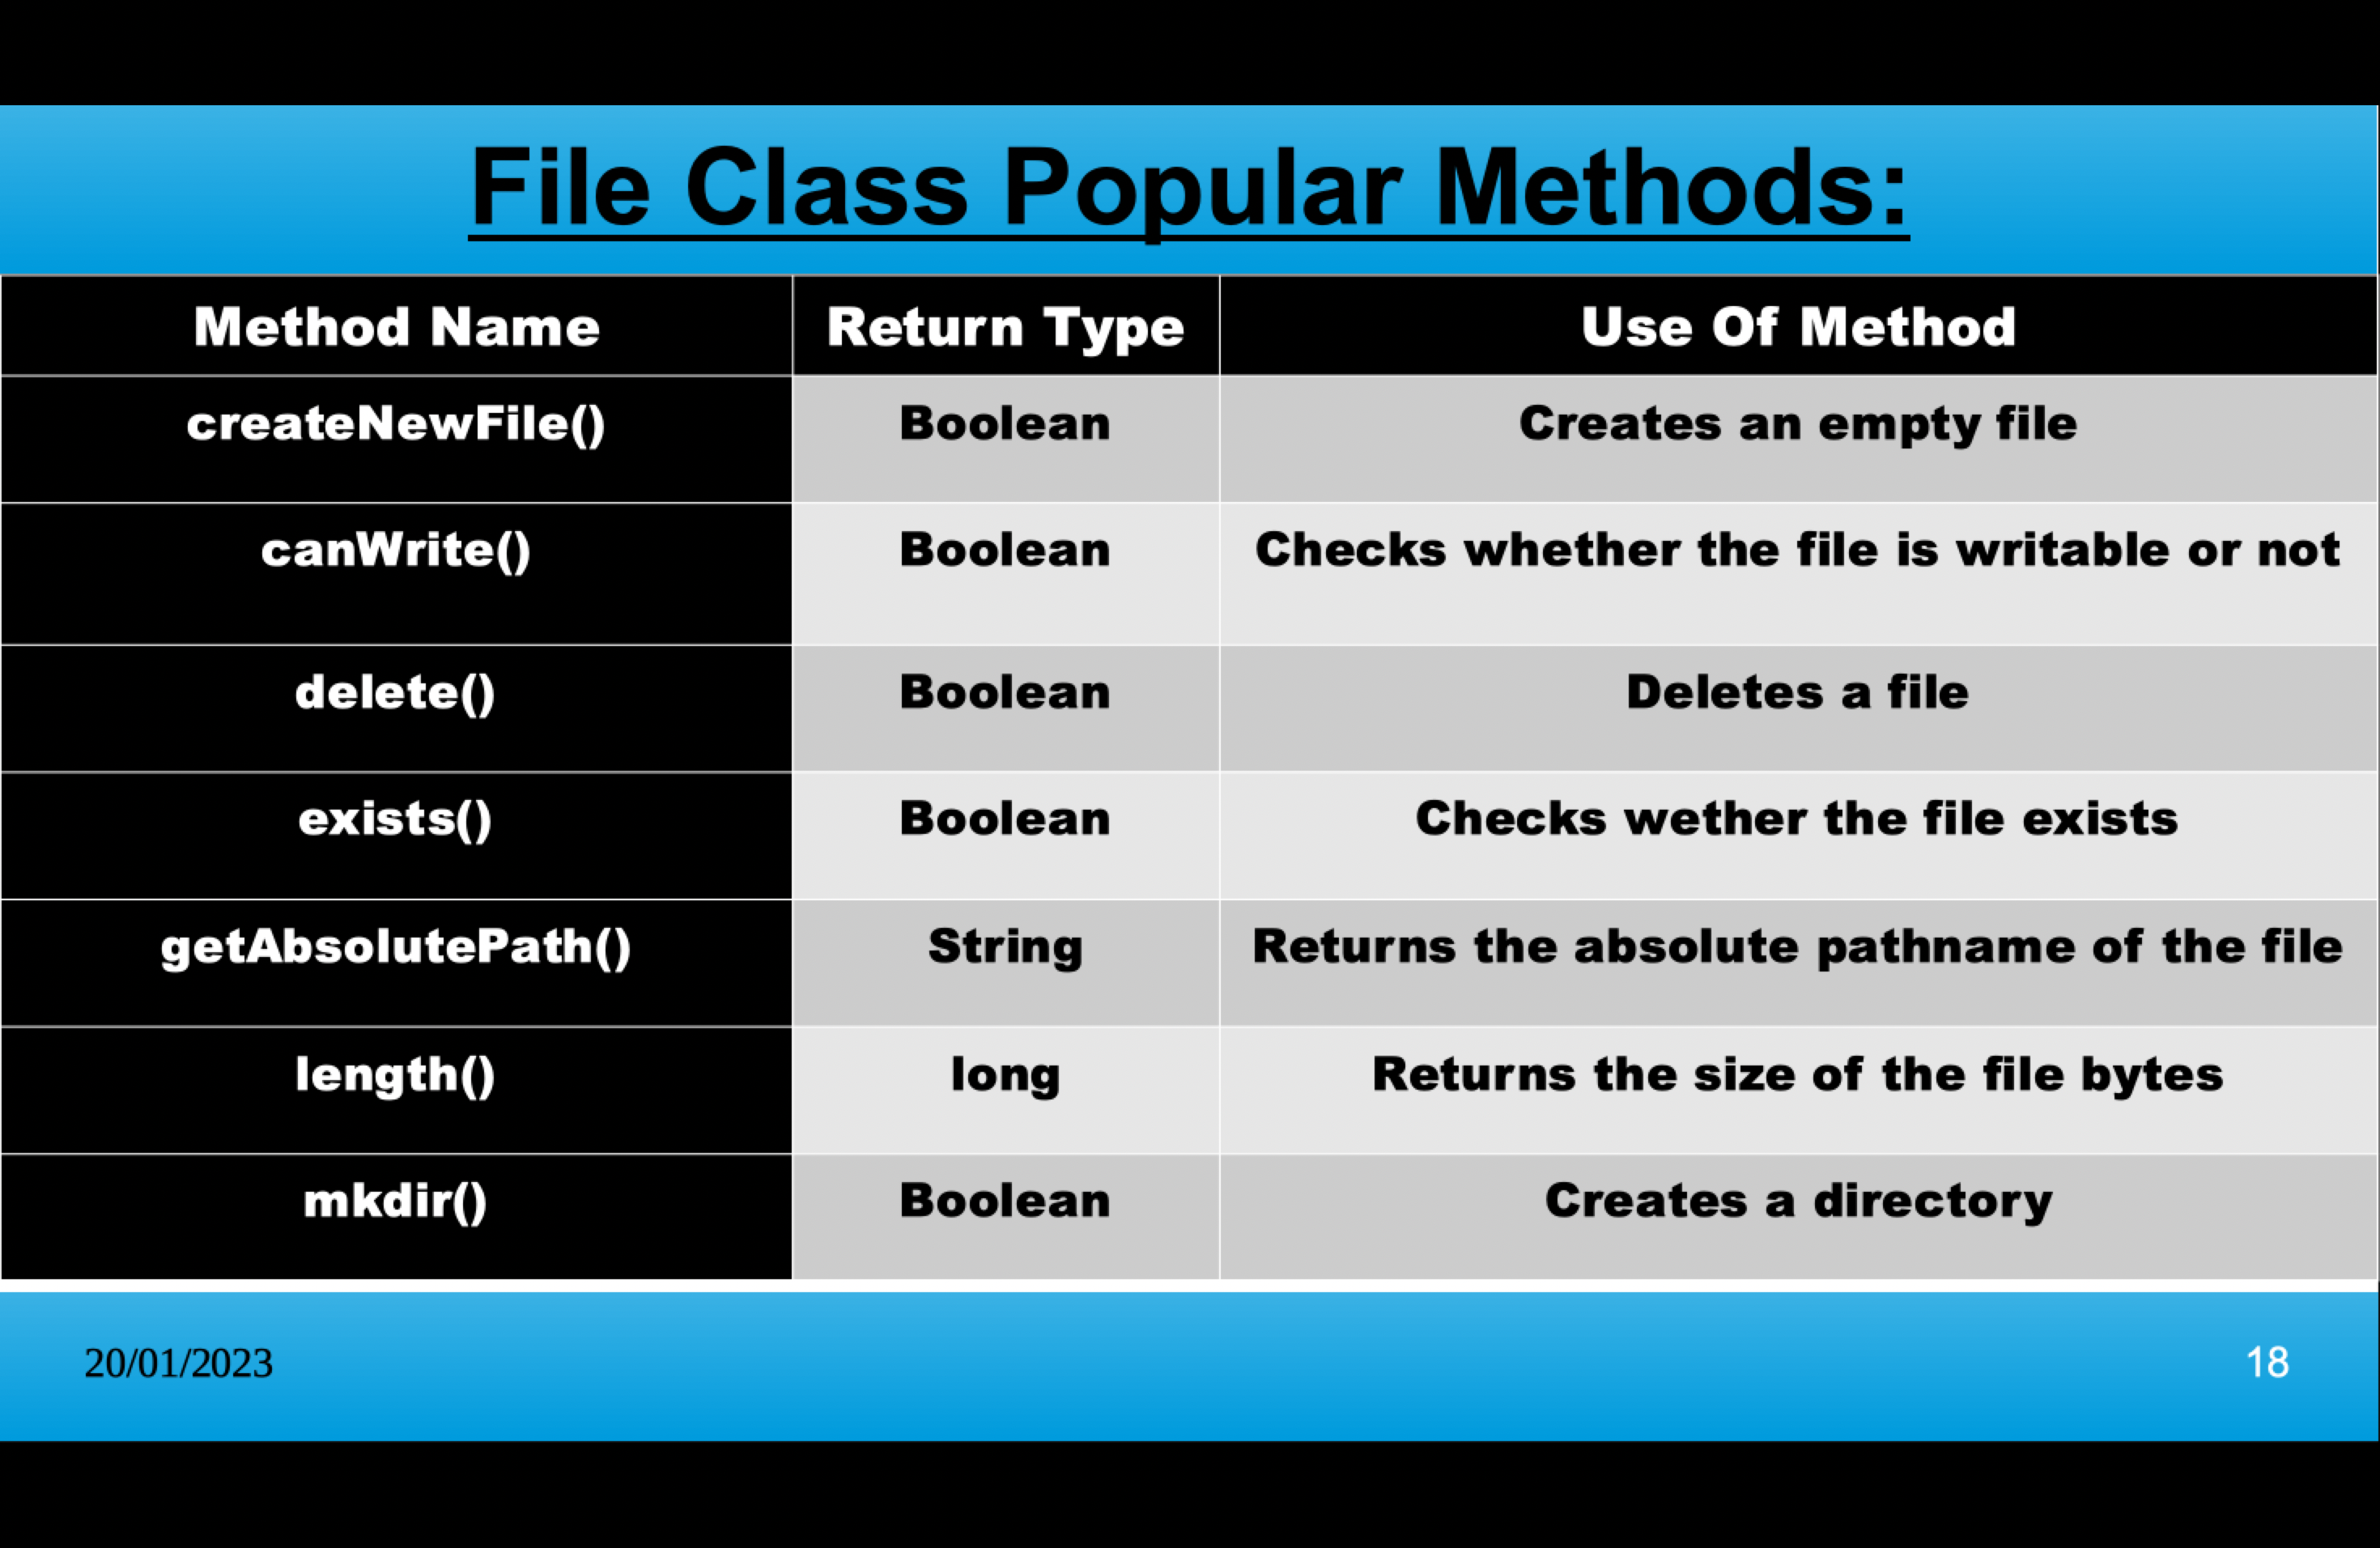 File Class Popular Methods:
Method Name Return Type Use Of Method
createNewFile() Boolean Creates an empty file
canWrite() Boolean Checks whether the file is writable or not
delete() Boolean Deletes a file
exists() Boolean Checks wether the file exists
getAbsolutePath() String Returns the absolute pathname of the file
length() long Returns the size of the file bytes
mkdir() Boolean Creates a directory
20/01/2023 18